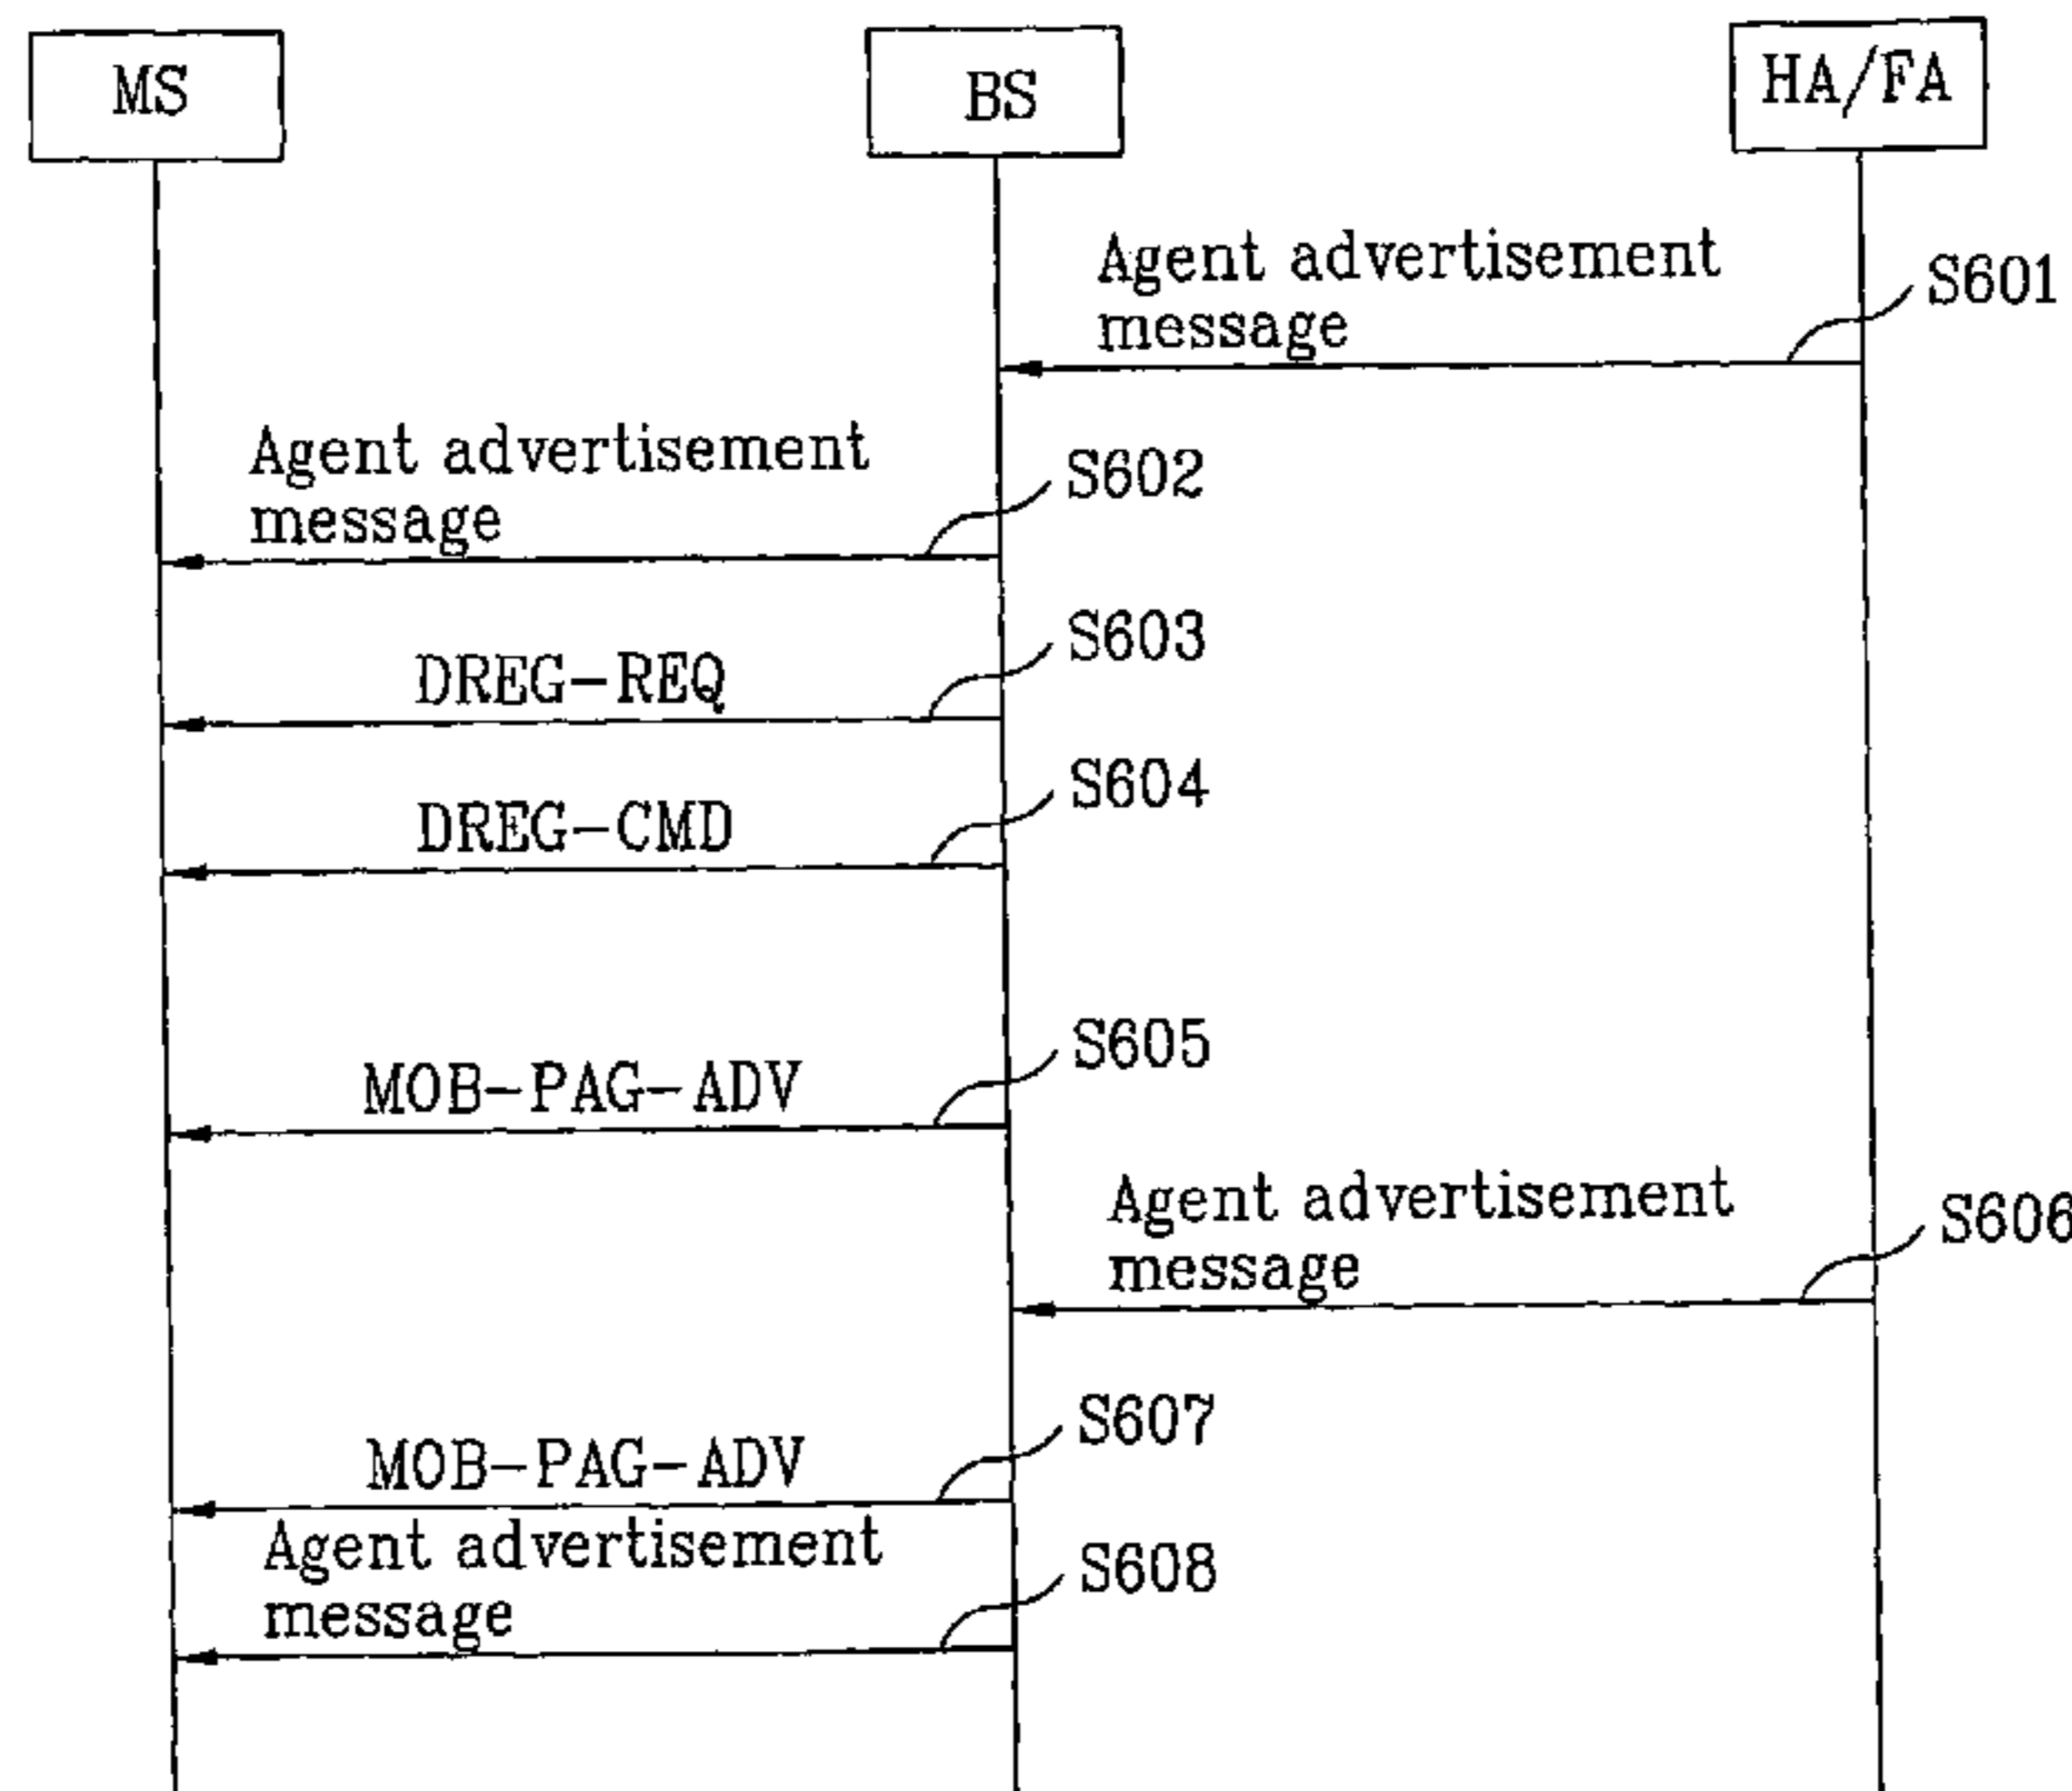 MS
BS
HA/FA
Agent advertisement
message
S601
Agent advertisement
message
S602
DREG-REQ
S603
DREG-CMD
S604
MOB-PAG-ADV
S605
Agent advertisement
message
S606
MOB-PAG-ADV
S607
Agent advertisement
message
S608